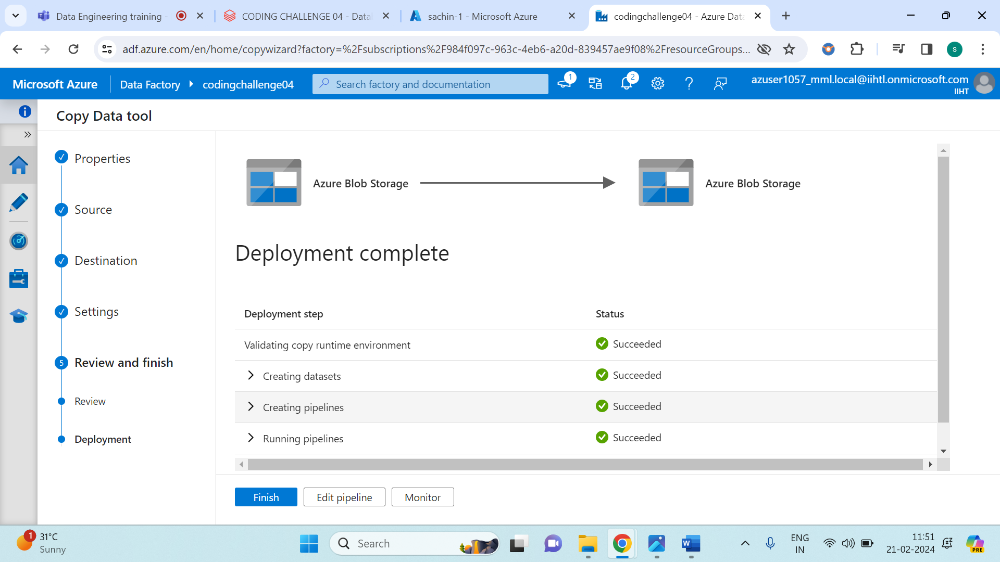 Data Engineering training -
CODING CHALLENGE 04 - Datal
sachin-1 - Microsoft Azure
codingchallenge04 - Azure Data
adf.azure.com/en/home/copywizard?factory=%2Fsubscriptions%2F984f097c-963c-4eb6-a20d-839457ae9f08%2FresourceGroups...
S
Microsoft Azure
Data Factory
codingchallenge04
Search factory and documentation
1
2
azuser1057_mml.local@iihtl.onmicrosoft.com
IIHT
Copy Data tool
Properties
Source
Destination
Settings
5
Review and finish
Review
Deployment
Azure Blob Storage
Azure Blob Storage
Deployment complete
Deployment step Status
Validating copy runtime environment Succeeded
Creating datasets Succeeded
Creating pipelines Succeeded
Running pipelines Succeeded
Finish
Edit pipeline
Monitor
1
31°C
Sunny
Search
W
ENG
IN
11:51
21-02-2024
PRE